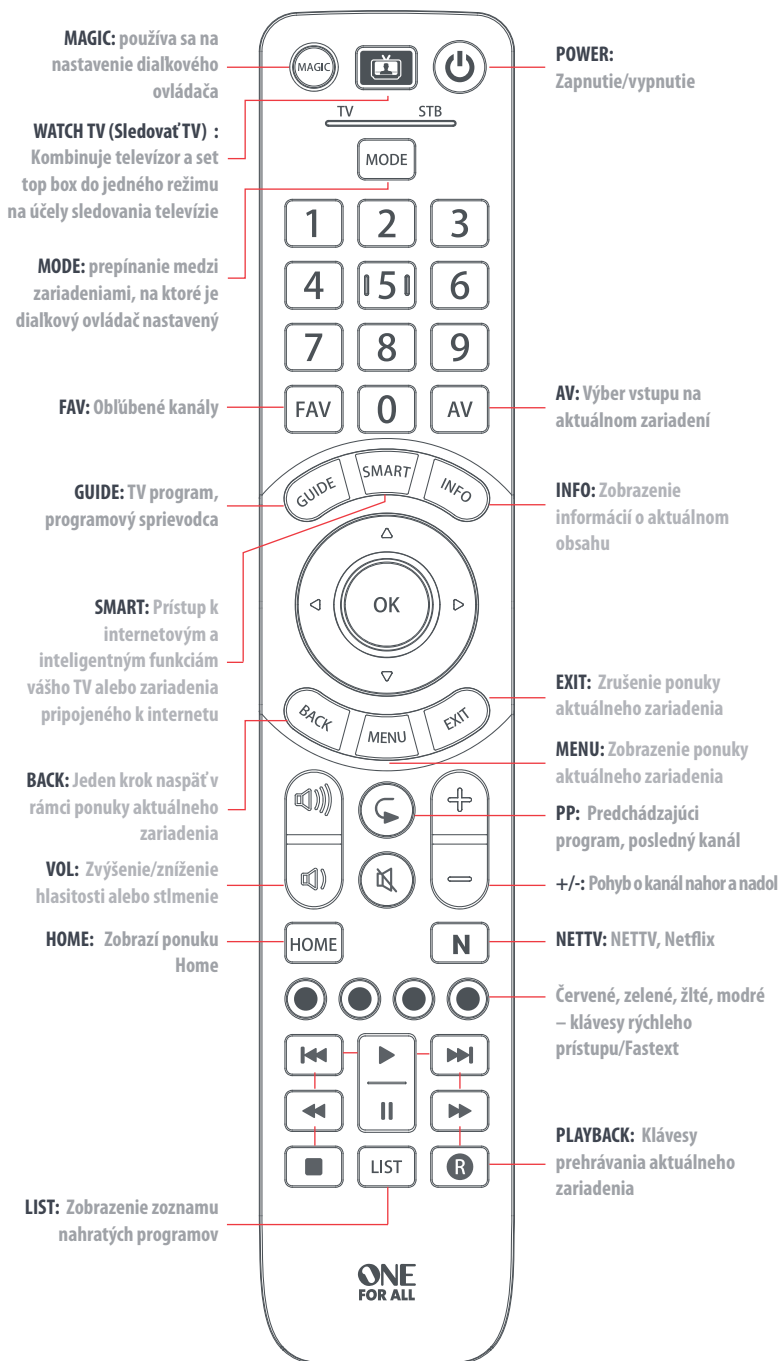 MAGIC: používa sa na
nastavenie diaľkového
ovládača
WATCH TV (Sledovať TV) :
Kombinuje televízor a set
top box do jedného režimu
na účely sledovania televízie
MODE: prepínanie medzi
zariadeniami, na ktoré je
diaľkový ovládač nastavený
FAV: Obľúbené kanály
GUIDE: TV program,
programový sprievodca
SMART: Prístup k
internetovým a
inteligentným funkciám
vášho TV alebo zariadenia
pripojeného k internetu
BACK: Jeden krok naspäť v
rámci ponuky aktuálneho
zariadenia
VOL: Zvýšenie/zníženie
hlasitosti alebo stlmenie
HOME: Zobrazí ponuku
Home
LIST: Zobrazenie zoznamu
nahratých programov
MAGIC
TV STB
MODE
1 2 3
4 5 6
7 8 9
FAV 0 AV
GUIDE SMART INFO
OK
BACK MENU EXIT
HOME N
LIST R
ONE
FOR ALL
POWER:
Zapnutie/vypnutie
AV: Výber vstupu na
aktuálnom zariadení
INFO: Zobrazenie
informácií o aktuálnom
obsahu
EXIT: Zrušenie ponuky
aktuálneho zariadenia
MENU: Zobrazenie ponuky
aktuálneho zariadenia
PP: Predchádzajúci
program, posledný kanál
+/-: Pohyb o kanál nahor a nadol
NETTV: NETTV, Netflix
Červené, zelené, žlté, modré
– klávesy rýchleho
prístupu/Fastext
PLAYBACK: Klávesy
prehrávania aktuálneho
zariadenia